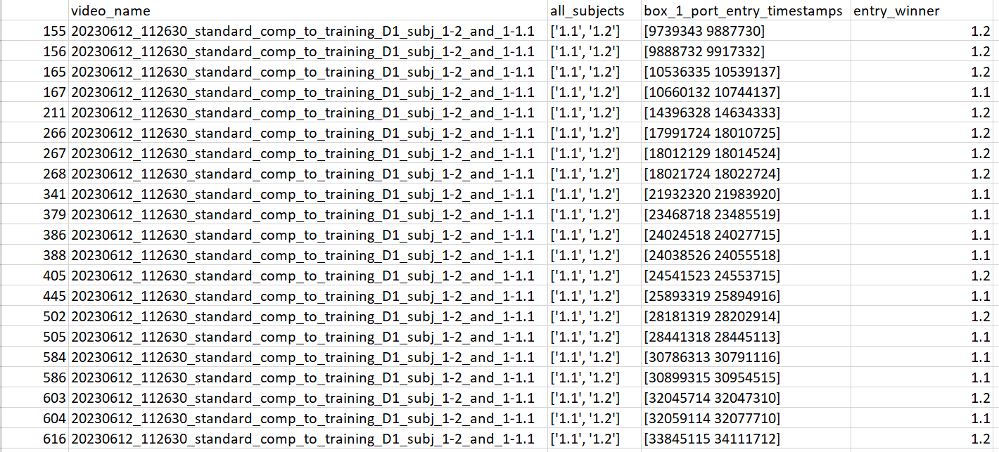 video_name all_subjects box_1_port_entry_timestamps entry_winner
155 20230612_112630_standard_comp_to_training_D1_subj_1-2_and_1-1.1 ['1.1', '1.2'] [9739343 9887730] 1.2
156 20230612_112630_standard_comp_to_training_D1_subj_1-2_and_1-1.1 ['1.1', '1.2'] [9888732 9917332] 1.2
165 20230612_112630_standard_comp_to_training_D1_subj_1-2_and_1-1.1 ['1.1', '1.2'] [10536335 10539137] 1.2
167 20230612_112630_standard_comp_to_training_D1_subj_1-2_and_1-1.1 ['1.1', '1.2'] [10660132 10744137] 1.1
211 20230612_112630_standard_comp_to_training_D1_subj_1-2_and_1-1.1 ['1.1', '1.2'] [14396328 14634333] 1.2
266 20230612_112630_standard_comp_to_training_D1_subj_1-2_and_1-1.1 ['1.1', '1.2'] [17991724 18010725] 1.2
267 20230612_112630_standard_comp_to_training_D1_subj_1-2_and_1-1.1 ['1.1', '1.2'] [18012129 18014524] 1.2
268 20230612_112630_standard_comp_to_training_D1_subj_1-2_and_1-1.1 ['1.1', '1.2'] [18021724 18022724] 1.2
341 20230612_112630_standard_comp_to_training_D1_subj_1-2_and_1-1.1 ['1.1', '1.2'] [21932320 21983920] 1.1
379 20230612_112630_standard_comp_to_training_D1_subj_1-2_and_1-1.1 ['1.1', '1.2'] [23468718 23485519] 1.1
386 20230612_112630_standard_comp_to_training_D1_subj_1-2_and_1-1.1 ['1.1', '1.2'] [24024518 24027715] 1.1
388 20230612_112630_standard_comp_to_training_D1_subj_1-2_and_1-1.1 ['1.1', '1.2'] [24038526 24055518] 1.1
405 20230612_112630_standard_comp_to_training_D1_subj_1-2_and_1-1.1 ['1.1', '1.2'] [24541523 24553715] 1.2
445 20230612_112630_standard_comp_to_training_D1_subj_1-2_and_1-1.1 ['1.1', '1.2'] [25893319 25894916] 1.1
502 20230612_112630_standard_comp_to_training_D1_subj_1-2_and_1-1.1 ['1.1', '1.2'] [28181319 28202914] 1.2
505 20230612_112630_standard_comp_to_training_D1_subj_1-2_and_1-1.1 ['1.1', '1.2'] [28441318 28445113] 1.1
584 20230612_112630_standard_comp_to_training_D1_subj_1-2_and_1-1.1 ['1.1', '1.2'] [30786313 30791116] 1.1
586 20230612_112630_standard_comp_to_training_D1_subj_1-2_and_1-1.1 ['1.1', '1.2'] [30899315 30954515] 1.1
603 20230612_112630_standard_comp_to_training_D1_subj_1-2_and_1-1.1 ['1.1', '1.2'] [32045714 32047310] 1.2
604 20230612_112630_standard_comp_to_training_D1_subj_1-2_and_1-1.1 ['1.1', '1.2'] [32059114 32077710] 1.1
616 20230612_112630_standard_comp_to_training_D1_subj_1-2_and_1-1.1 ['1.1', '1.2'] [33845115 34111712] 1.2